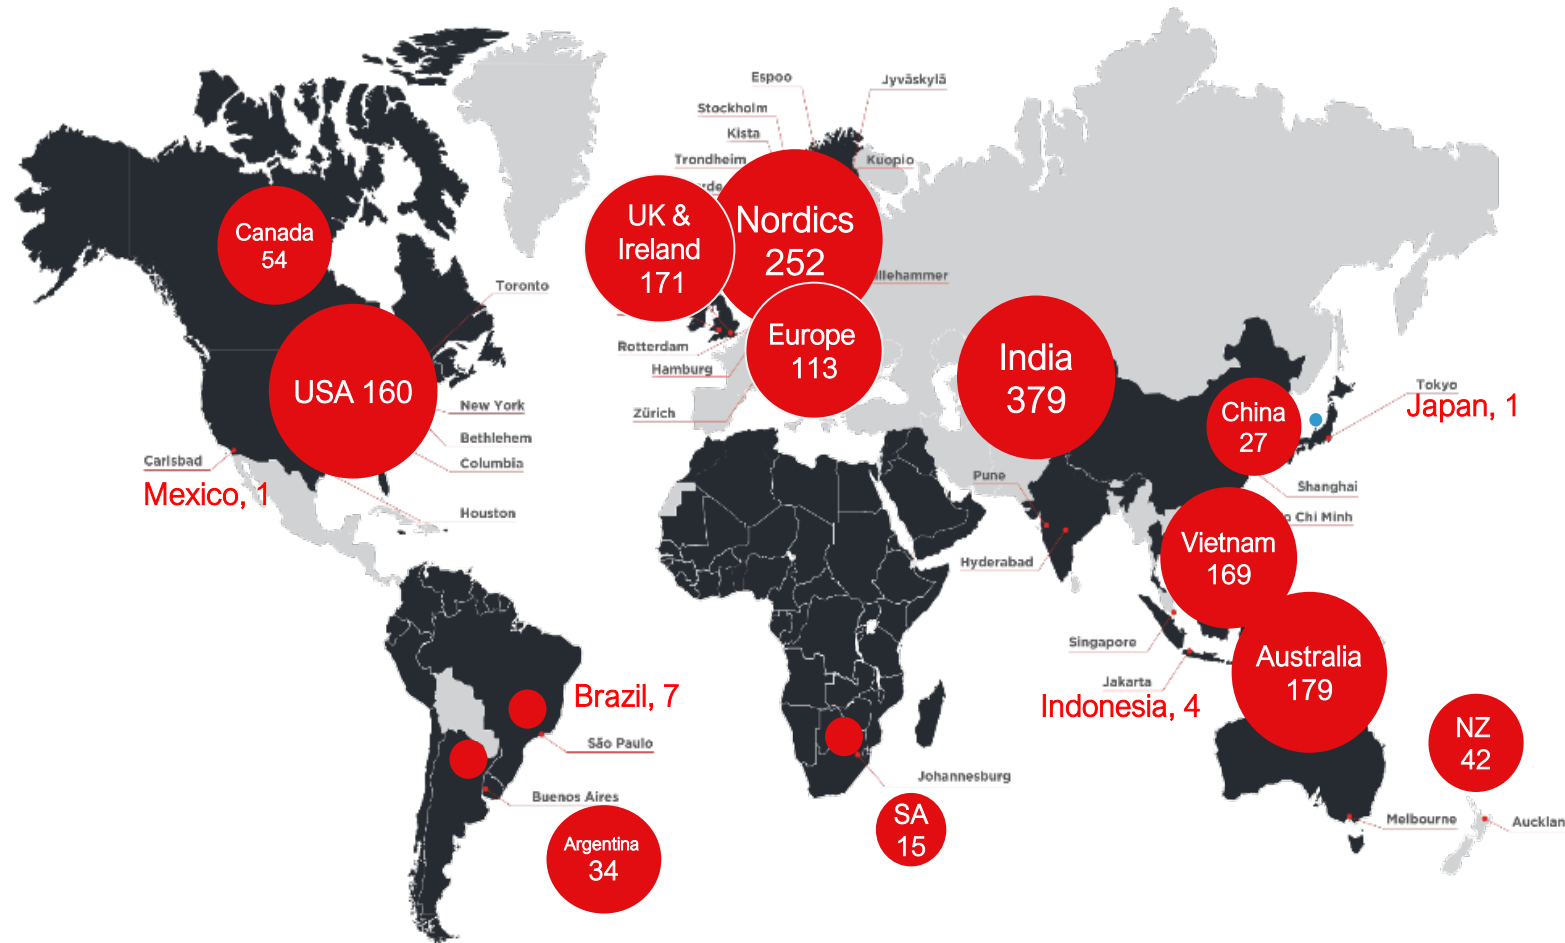 Espoo
Jyväskylä
Stockholm
Kista
Trondheim
Kuopio
UK &
Ireland
171
Nordics
252
Canada
54
Toronto
Europe
113
Rotterdam
Hamburg
Zürich
USA 160
New York
Bethlehem
Columbia
Houston
Carlsbad
Mexico, 1
India
379
China
27
Tokyo
Japan, 1
Pune
Shanghai
Chi Minh
Hyderabad
Vietnam
169
Singapore
Jakarta
Indonesia, 4
Australia
179
Brazil, 7
São Paulo
Buenos Aires
Argentina
34
Johannesburg
SA
15
NZ
42
Melbourne
Aucklan